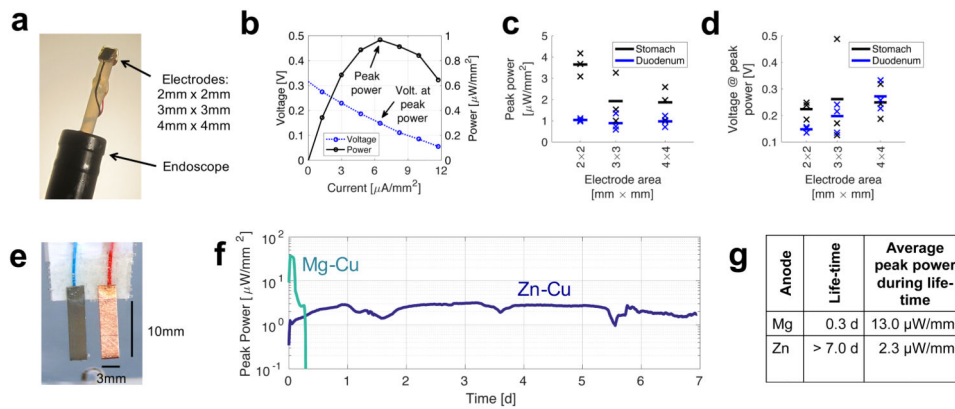 a
Electrodes:
2mm x 2mm
3mm x 3mm
4mm x 4mm
Endoscope
b
Voltage [V]
0.5
0.4
0.3
0.2
0.1
0
Peak
power
Volt. at
peak
power
Voltage
Power
1
0.8
0.6
0.4
0.2
0
Power [μW/mm²]
0 3 6 9 12
Current [μA/mm²]
c
Peak power [μW/mm²]
5
4
3
2
1
0
Stomach
Duodenum
2×2
3×3
4×4
Electrode area
[mm × mm]
d
Voltage @ peak
power [V]
0.5
0.4
0.3
0.2
0.1
Stomach
Duodenum
2×2
3×3
4×4
Electrode area
[mm × mm]
e
10mm
3mm
f
Peak Power [μW/mm²]
10²
10¹
10⁰
10⁻¹
Mg-Cu
Zn-Cu
0 1 2 3 4 5 6 7
Time [d]
g
Anode
Life-time
Average
peak power
during life-
time
Mg 0.3 d 13.0 μW/mm
Zn > 7.0 d 2.3 μW/mm